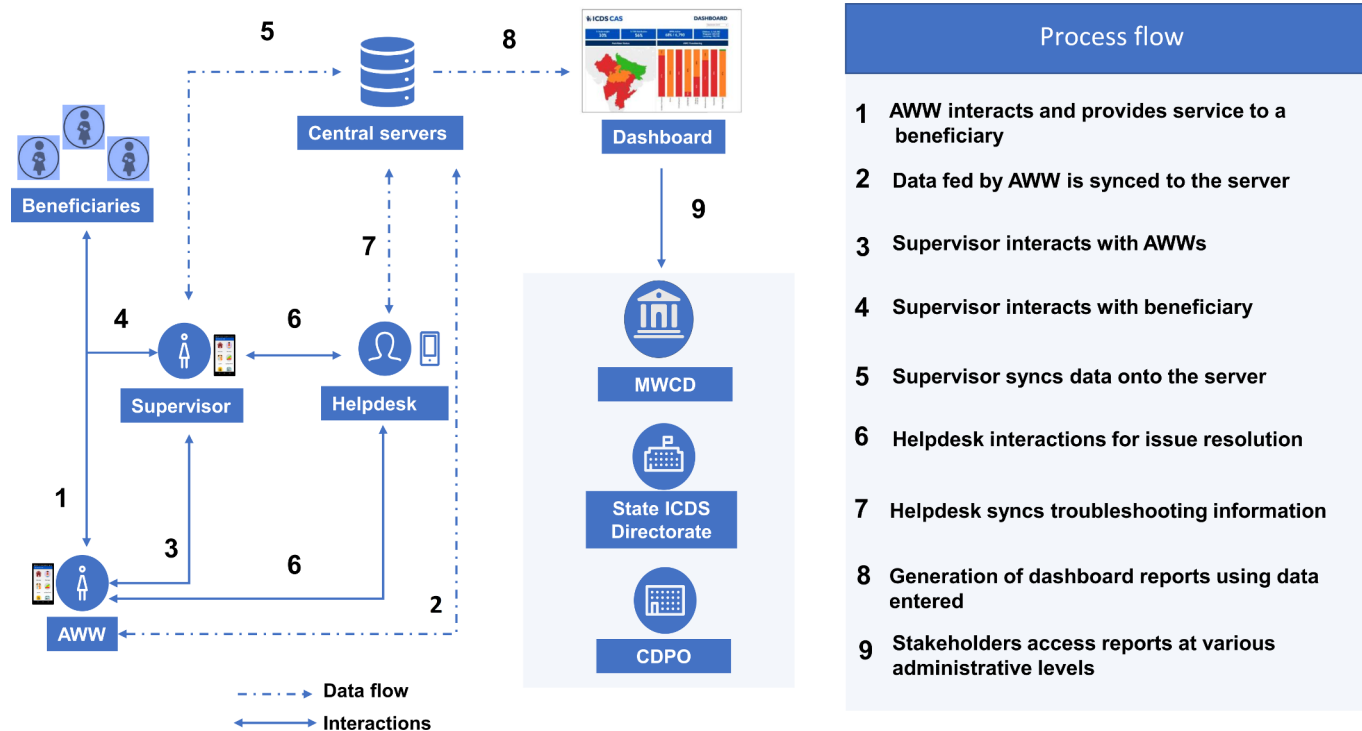 5
8
ICDS CAS
DASHBOARD
Central servers
Dashboard
Beneficiaries
9
7
4
6
Supervisor
Helpdesk
MWCD
1
3
6
2
State ICDS
Directorate
AWW
CDPO
Data flow
Interactions
Process flow
1 AWW interacts and provides service to a
beneficiary
2 Data fed by AWW is synced to the server
3 Supervisor interacts with AWWs
4 Supervisor interacts with beneficiary
5 Supervisor syncs data onto the server
6 Helpdesk interactions for issue resolution
7 Helpdesk syncs troubleshooting information
8 Generation of dashboard reports using data
entered
9 Stakeholders access reports at various
administrative levels